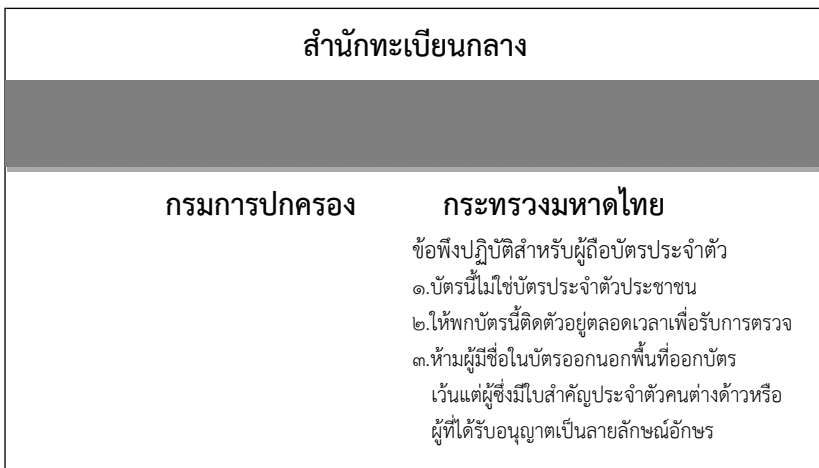 สำนักทะเบียนกลาง
กรมการปกครอง กระทรวงมหาดไทย
ข้อพึงปฏิบัติสำหรับผู้ถือบัตรประจำตัว
๑.บัตรนี้ไม่ใช่บัตรประจำตัวประชาชน
๒.ให้พกบัตรนี้ติดตัวอยู่ตลอดเวลาเพื่อรับการตรวจ
๓.ห้ามผู้มีชื่อในบัตรออกนอกพื้นที่ออกบัตร
เว้นแต่ผู้ซึ่งมีใบสำคัญประจำตัวคนต่างด้าวหรือ
ผู้ที่ได้รับอนุญาตเป็นลายลักษณ์อักษร